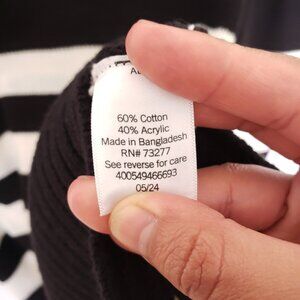 60% Cotton
40% Acrylic
Made in Bangladesh
RN# 73277
See reverse for care
400549466693
05/24